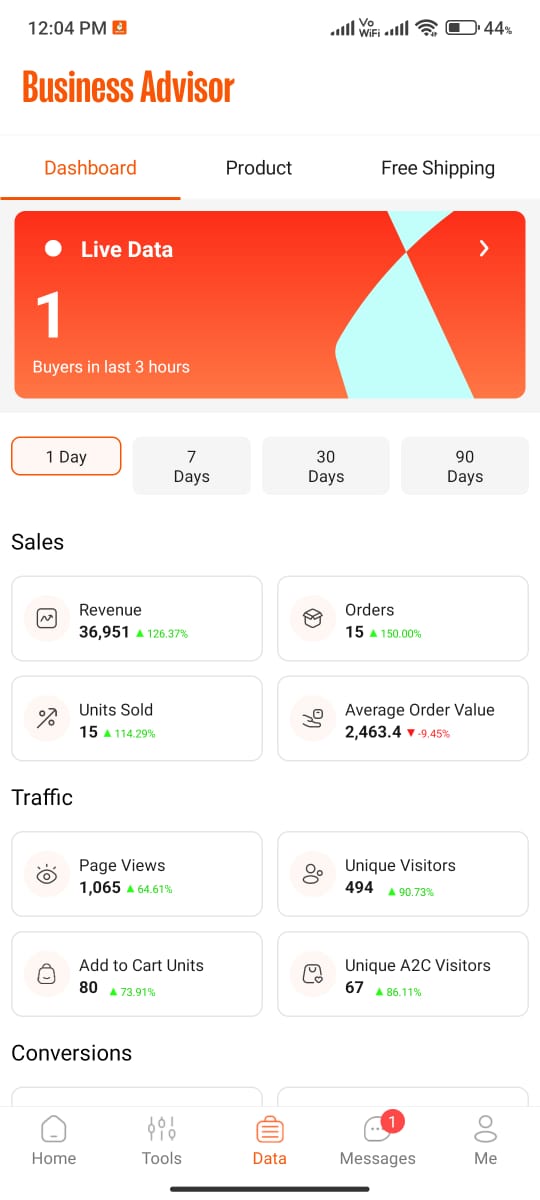 12:04 PM
Vo
WiFi
44%
Business Advisor
Dashboard Product Free Shipping
Live Data
1
Buyers in last 3 hours
1 Day
7 Days
30 Days
90 Days
Sales
Revenue
36,951 ▲ 126.37%
Orders
15 ▲ 150.00%
Units Sold
15 ▲ 114.29%
Average Order Value
2,463.4 ▼ -9.45%
Traffic
Page Views
1,065 ▲ 64.61%
Unique Visitors
494 ▲ 90.73%
Add to Cart Units
80 ▲ 73.91%
Unique A2C Visitors
67 ▲ 86.11%
Conversions
1
Home Tools Data Messages Me